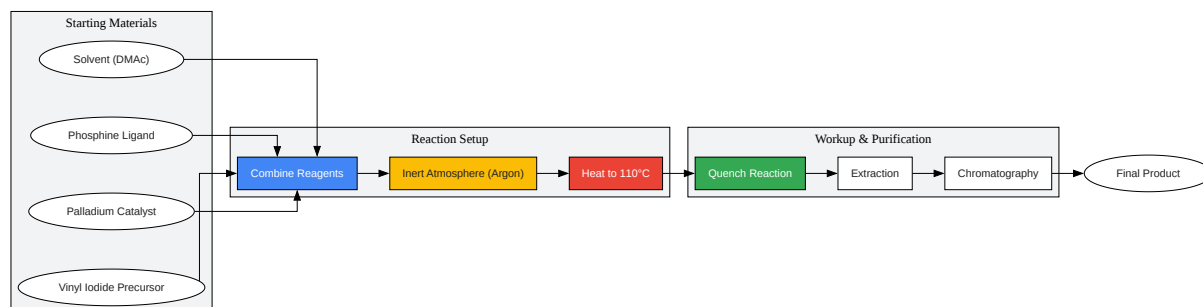 Starting Materials
Solvent (DMAc)
Phosphine Ligand
Palladium Catalyst
Vinyl Iodide Precursor
Reaction Setup
Combine Reagents
Inert Atmosphere (Argon)
Heat to 110°C
Workup & Purification
Quench Reaction
Extraction
Chromatography
Final Product